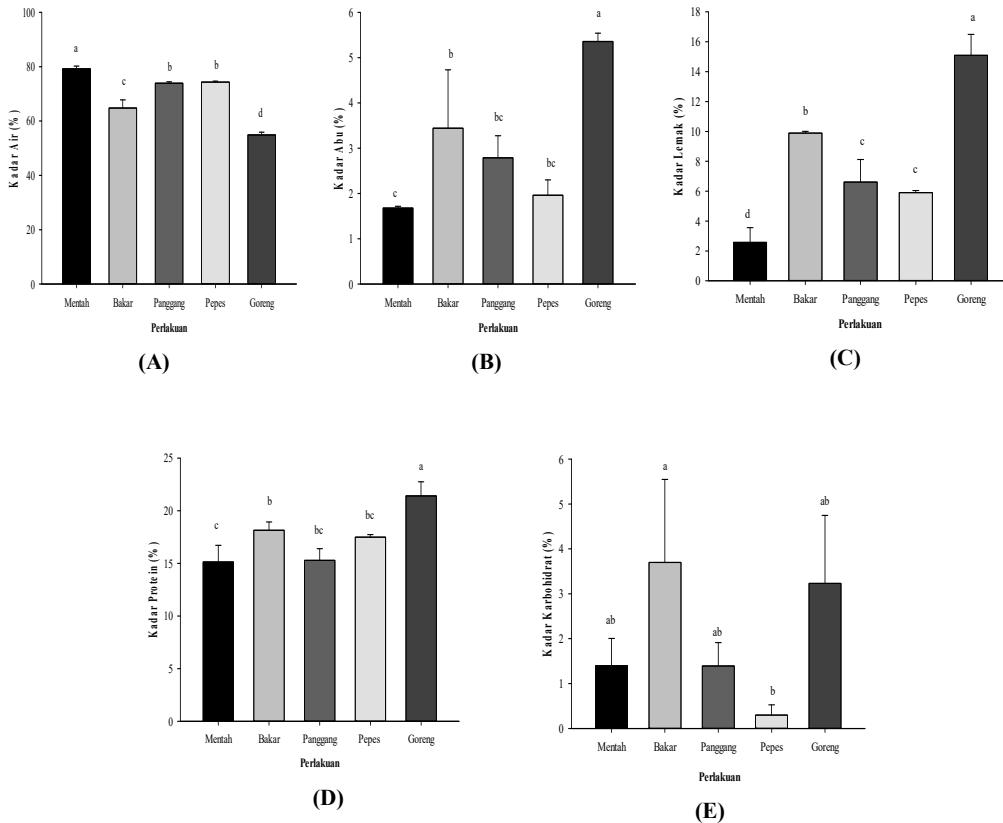 Kadar Air (%)
100
80
60
40
20
0
a
c
b
b
d
Mentah Bakar Panggang Pepes Goreng
Perlakuan
(A)
Kadar Abu (%)
6
5
4
3
2
1
0
c
b
bc
bc
a
Mentah Bakar Panggang Pepes Goreng
Perlakuan
(B)
Kadar Lemak (%)
18
16
14
12
10
8
6
4
2
0
d
b
c
c
a
Mentah Bakar Panggang Pepes Goreng
Perlakuan
(C)
Kadar Protein (%)
25
20
15
10
5
0
c
b
bc
bc
a
Mentah Bakar Panggang Pepes Goreng
Perlakuan
(D)
Kadar Karbohidrat (%)
6
5
4
3
2
1
0
ab
a
ab
b
ab
Mentah Bakar Panggang Pepes Goreng
Perlakuan
(E)